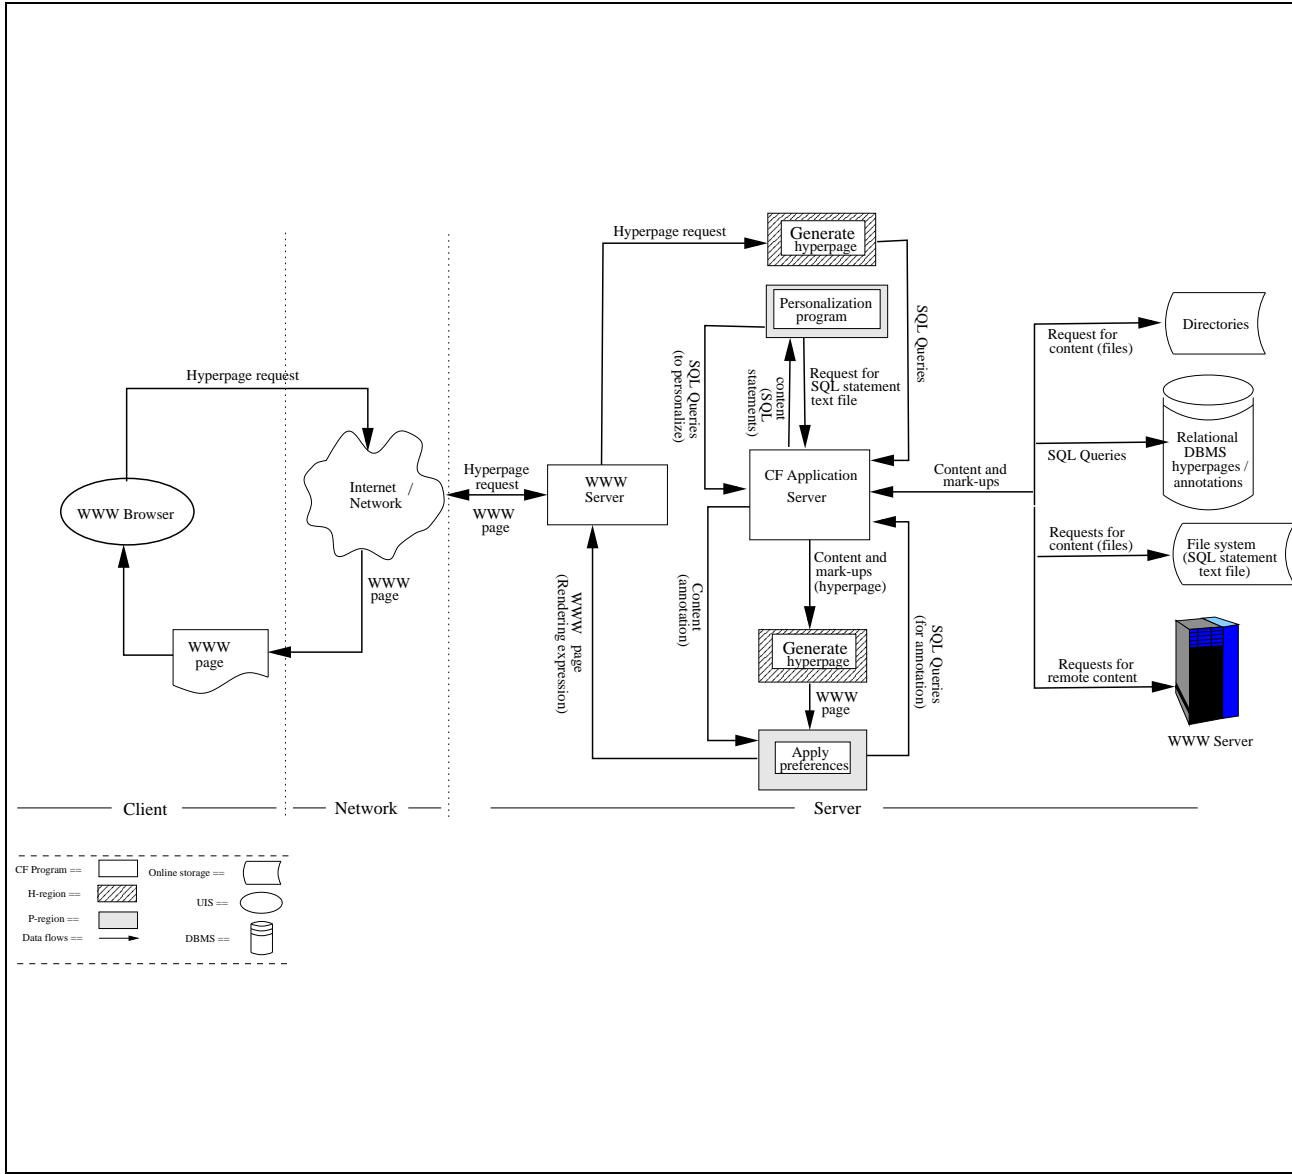 Hyperpage request
Generate
hyperpage
Personalization
program
SQL Queries
SQL Queries
(to personalize)
content
(SQL
statements)
Request for
SQL statement
text file
Directories
Request for
content (files)
Hyperpage request
Relational
DBMS
hyperpages /
annotations
SQL Queries
Internet /
Network
Hyperpage
request
WWW
page
WWW
Server
CF Application
Server
Content and
mark-ups
WWW Browser
Requests for
content (files)
File system
(SQL statement
text file)
WWW
page
Content and
mark-ups
(hyperpage)
WWW page
(Rendering expression)
Content
(annotation)
SQL Queries
(for annotation)
WWW
page
Generate
hyperpage
Requests for
remote content
WWW
page
WWW Server
Apply
preferences
Client
Network
Server
CF Program ==
Online storage ==
H-region ==
UIS ==
P-region ==
Data flows ==
DBMS ==